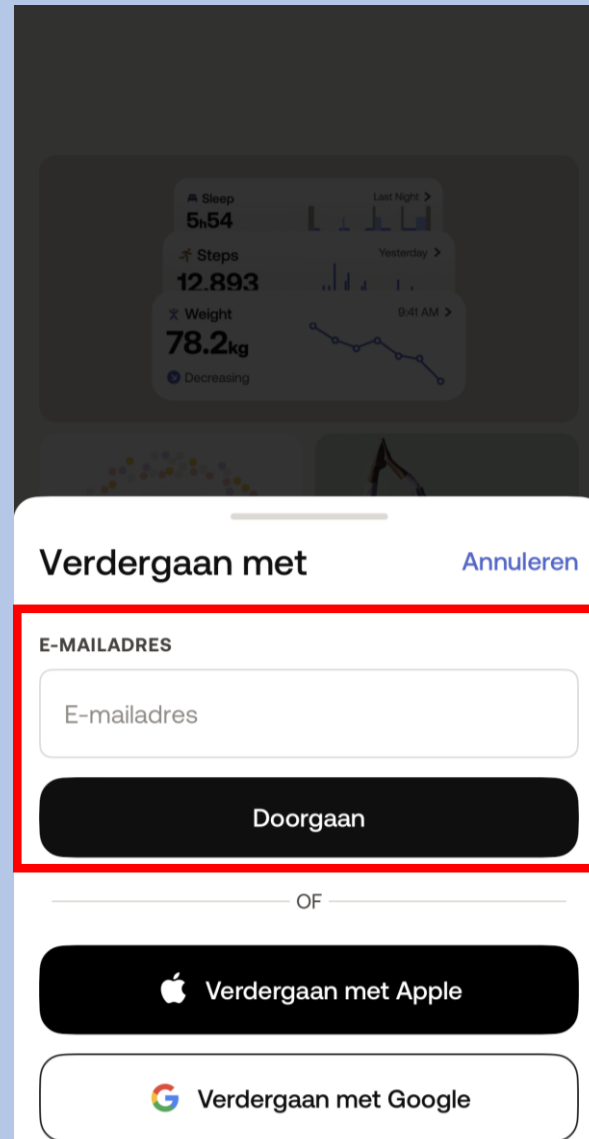 Sleep
Last Night >
5h54
Steps
Yesterday >
12.893
Weight
9:41 AM >
78.2kg
Decreasing
Verdergaan met
Annuleren
E-MAILADRES
E-mailadres
Doorgaan
OF
Verdergaan met Apple
Verdergaan met Google